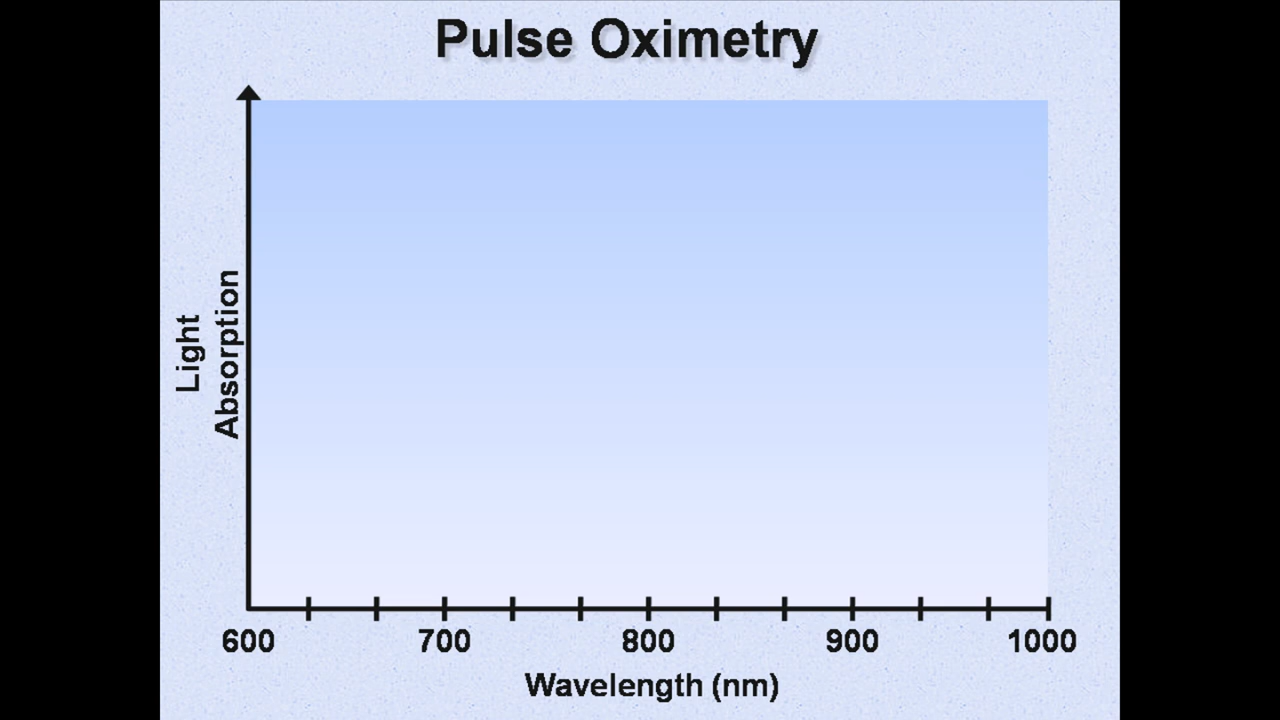 Pulse Oximetry
Light
Absorption
600 700 800 900 1000
Wavelength (nm)